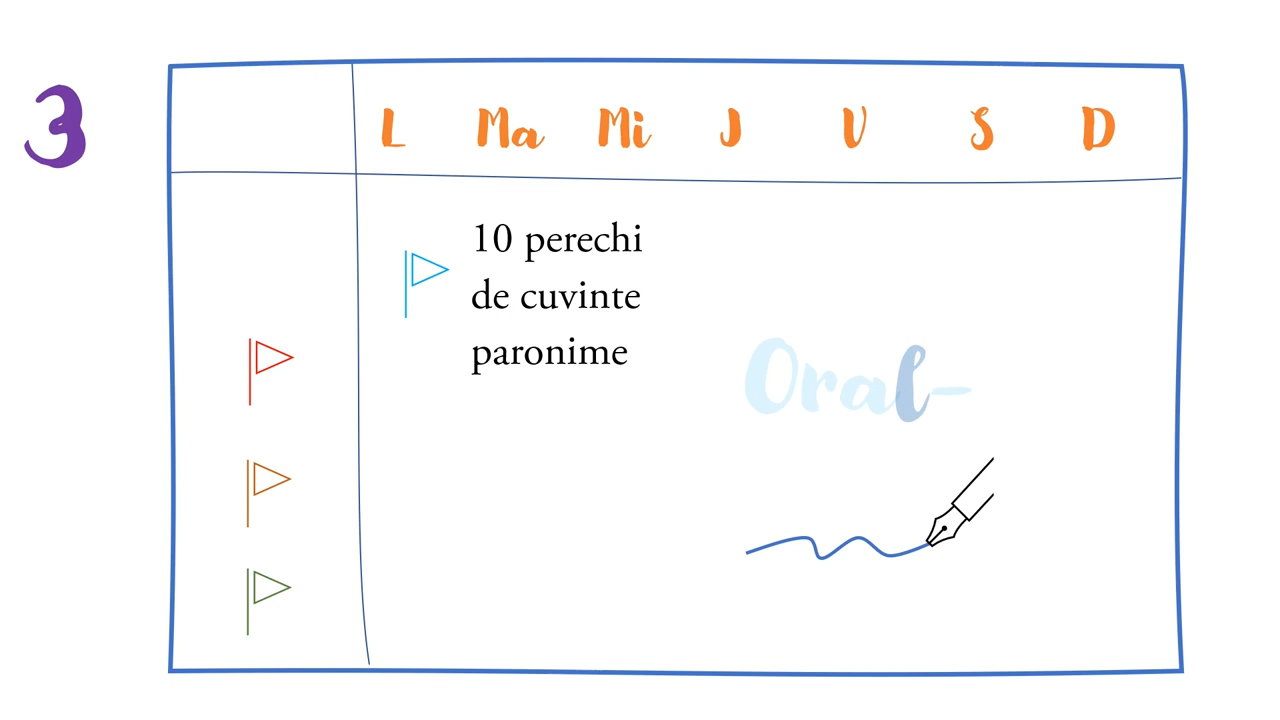 3
L Ma Mi J V S D
10 perechi
de cuvinte
paronime
Oral-